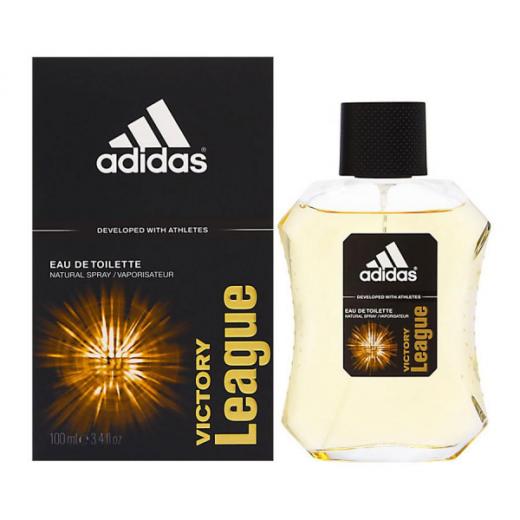 adidas
DEVELOPED WITH ATHLETES
EAU DE TOILETTE
NATURAL SPRAY / VAPORISATEUR
VICTORY
League
100 ml e 3.4 fl oz
adidas
DEVELOPED WITH ATHLETES
EAU DE TOILETTE
NATURAL SPRAY / VAPORISATEUR
VICTORY
League